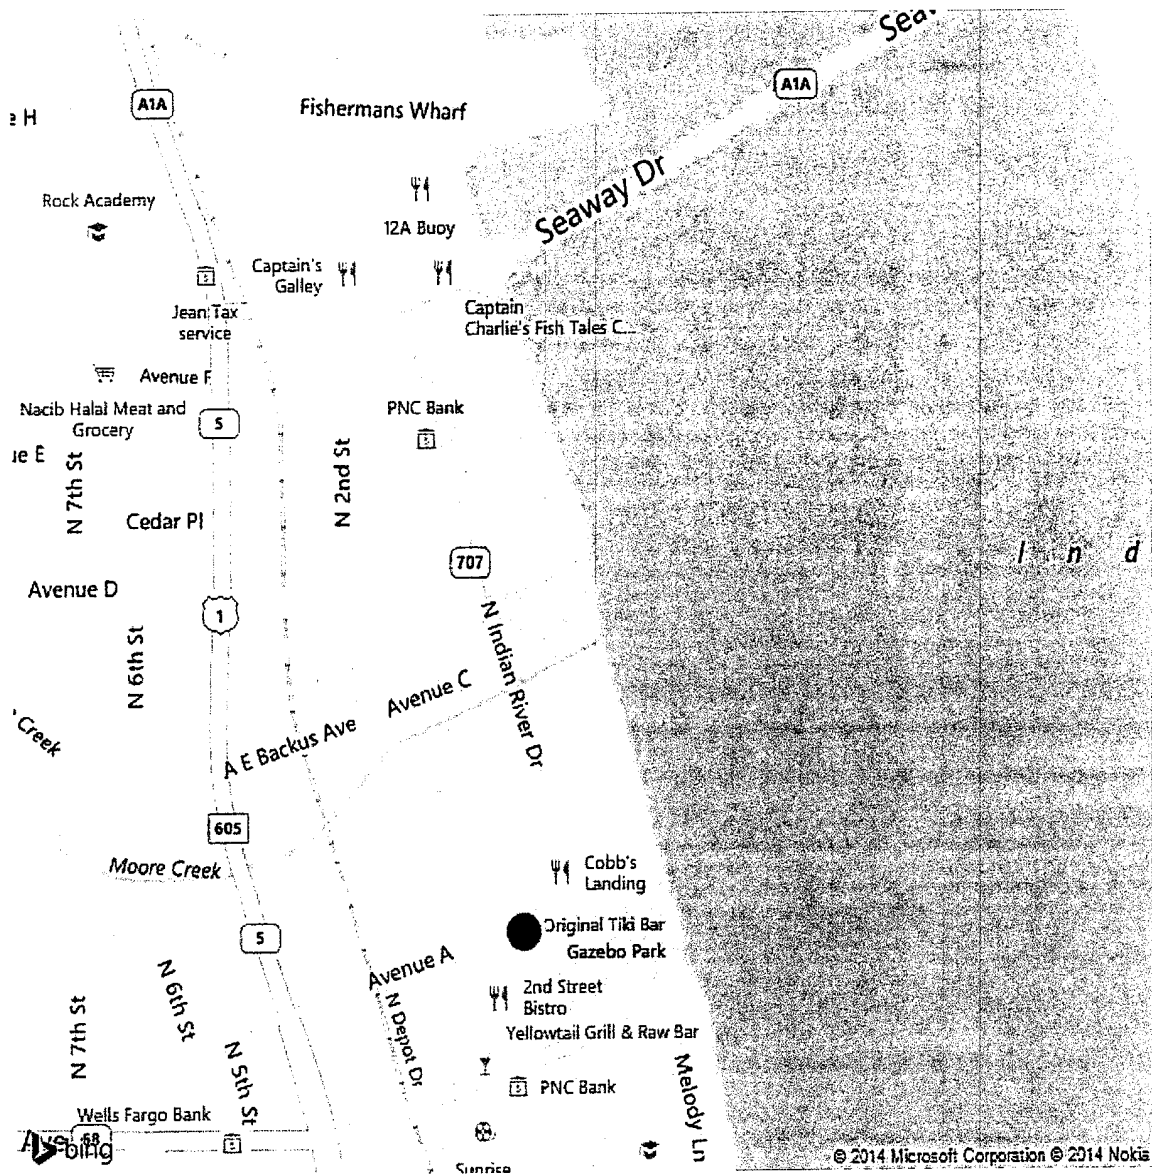 Seaway Dr
A1A
A1A
Fishermans Wharf
Rock Academy
12A Buoy
Captain's
Galley
Captain
Charlie's Fish Tales C...
Jean Tax
service
Avenue F
Nacib Halal Meat and
Grocery
5
PNC Bank
ue E
N 7th St
N 2nd St
Cedar Pl
707
I n d
Avenue D
1
N 6th St
N Indian River Dr
Avenue C
A E Backus Ave
Creek
605
Moore Creek
Cobb's
Landing
5
Original Tiki Bar
Gazebo Park
Avenue A
2nd Street
Bistro
N 6th St
N 7th St
N Depot Dr
Yellowtail Grill & Raw Bar
N 5th St
PNC Bank
Melody Ln
Wells Fargo Bank
68
bing
Sunrise
© 2014 Microsoft Corporation © 2014 Nokia